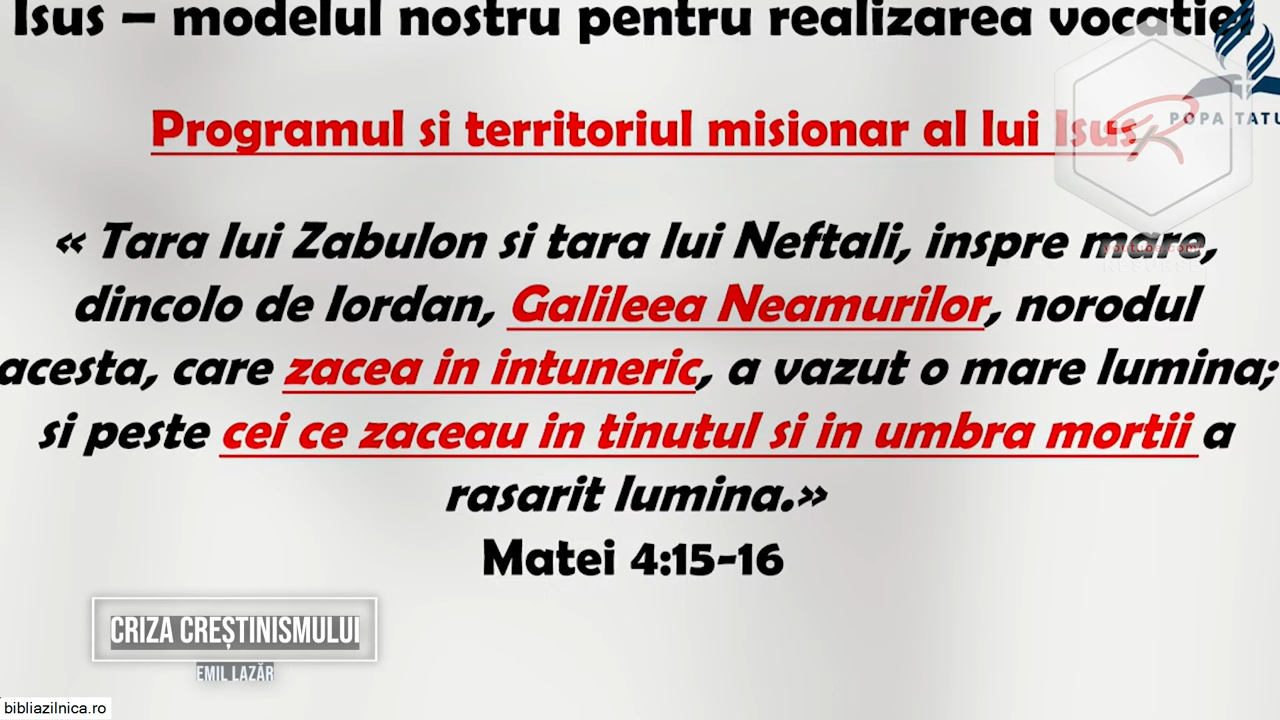 Isus – modelul nostru pentru realizarea vocatiei
POPA TATU
Programul si teritoriul misionar al lui Isus
« Tara lui Zabulon si tara lui Neftali, inspre mare,
dincolo de Iordan, Galileea Neamurilor, norodul
acesta, care zacea in intuneric, a vazut o mare lumina;
si peste cei ce zaceau in tinutul si in umbra mortii a
rasarit lumina.»
Matei 4:15-16
CRIZA CREȘTINISMULUI
EMIL LAZĂR
bibliazilnica.ro